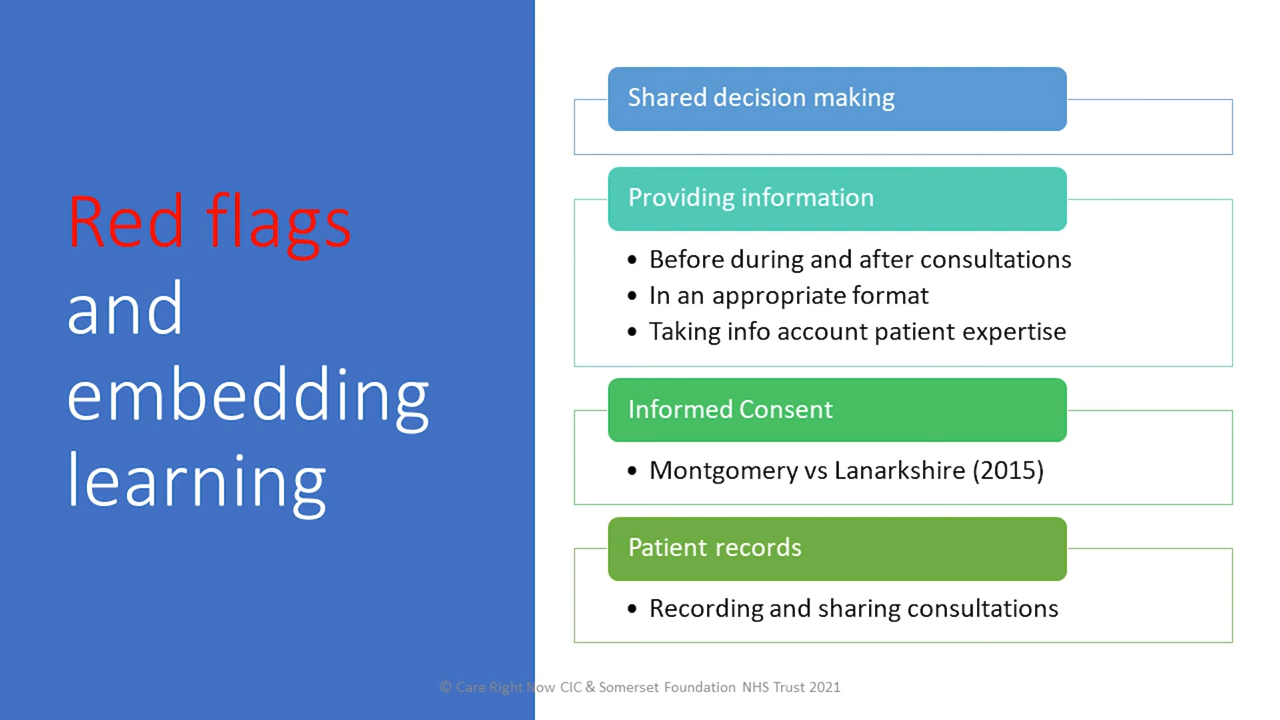 Red flags
and
embedding
learning
Shared decision making
Providing information
• Before during and after consultations
• In an appropriate format
• Taking info account patient expertise
Informed Consent
• Montgomery vs Lanarkshire (2015)
Patient records
• Recording and sharing consultations
© Care Right Now CIC & Somerset Foundation NHS Trust 2021